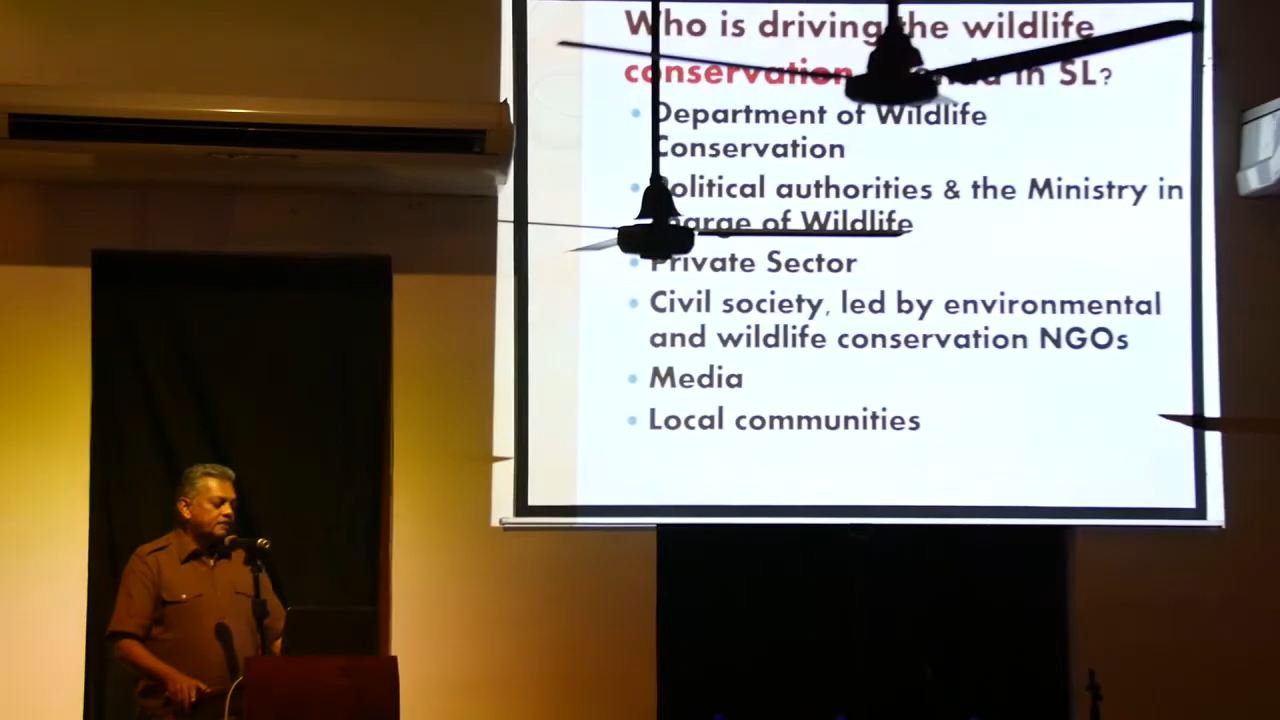 Who is driving the wildlife
conservation in SL?
Department of Wildlife
Conservation
Political authorities & the Ministry in
of Wildlife
Private Sector
Civil society, led by environmental
and wildlife conservation NGOs
Media
Local communities